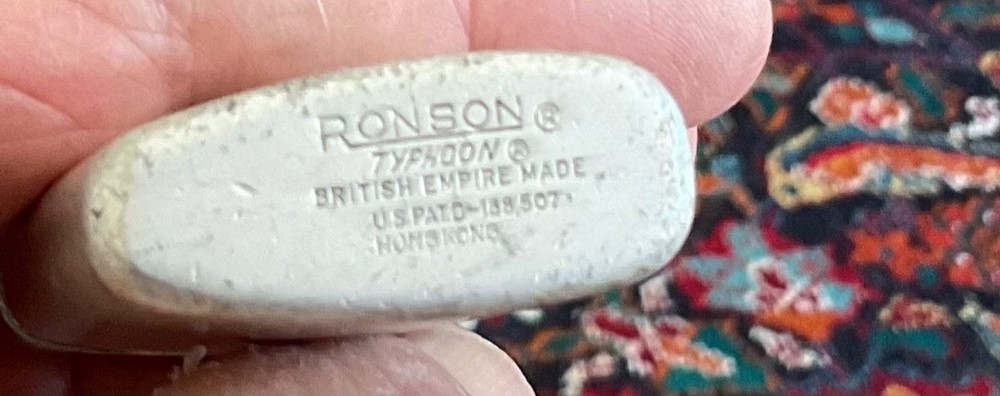 RONSON ®
TYPHOON ®
BRITISH EMPIRE MADE
U.S. PAT. D-138,507
HONG KONG